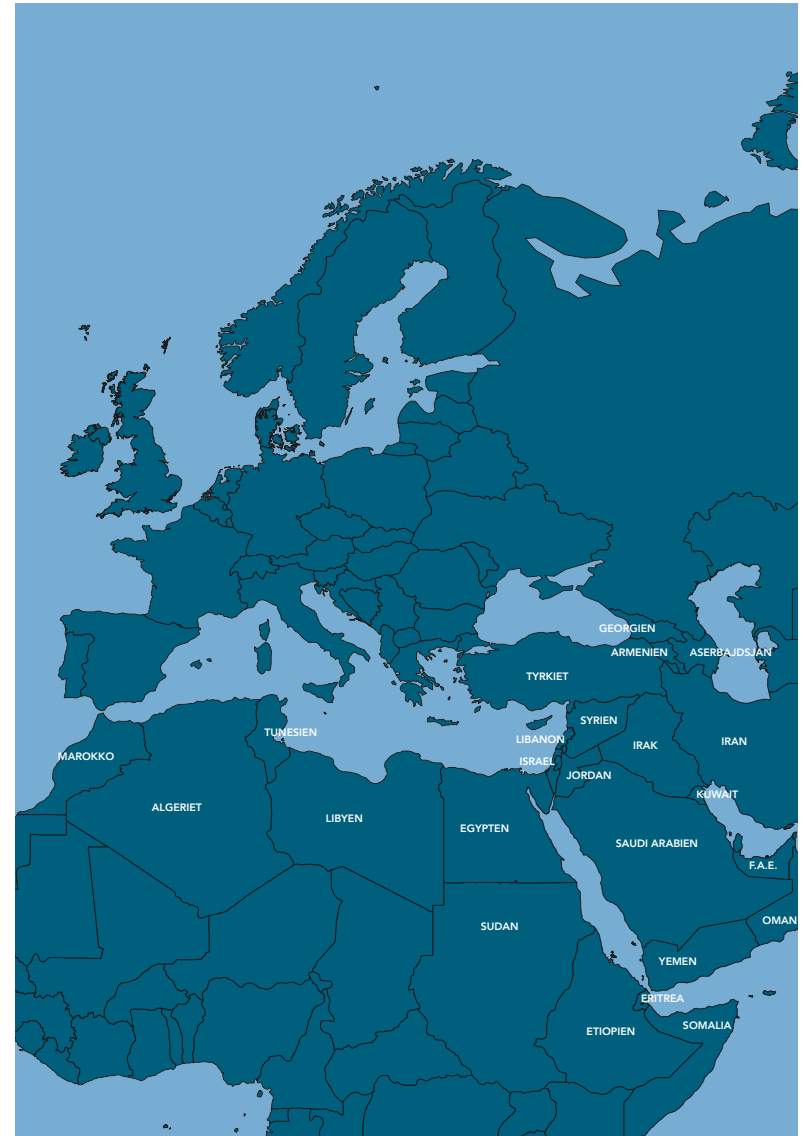 GEORGIEN
ARMENIEN
ASERBAJDSJAN
TYRKIET
SYRIEN
TUNESIEN
LIBANON
IRAK
IRAN
MAROKKO
ISRAEL
JORDAN
KUWAIT
ALGERIET
LIBYEN
EGYPTEN
SAUDI ARABIEN
F.A.E.
OMAN
SUDAN
YEMEN
ERITREA
SOMALIA
ETIOPIEN